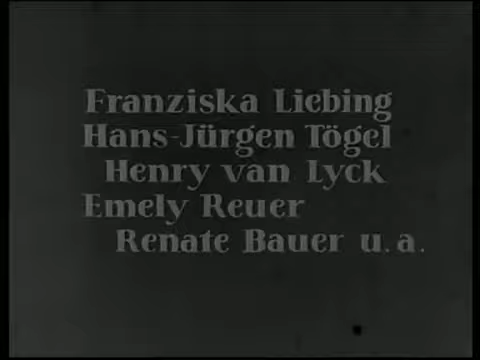 Franziska Liebing
Hans-Jürgen Tögel
Henry van Lyck
Emely Reuer
Renate Bauer u. a.